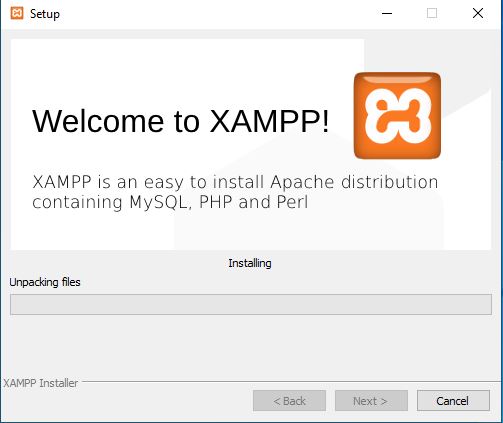 Setup
Welcome to XAMPP!
XAMPP is an easy to install Apache distribution
containing MySQL, PHP and Perl
Installing
Unpacking files
XAMPP Installer
< Back
Next >
Cancel